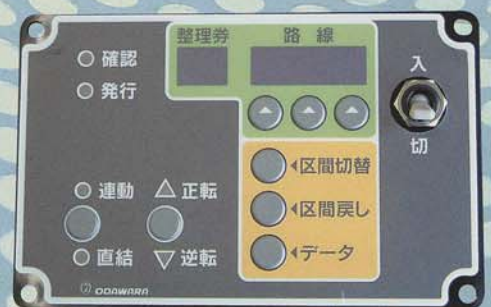 整理券 路線
確認
発行
入
切
区間切替
区間戻し
データ
連動 正転
直結 逆転
ODAWARA